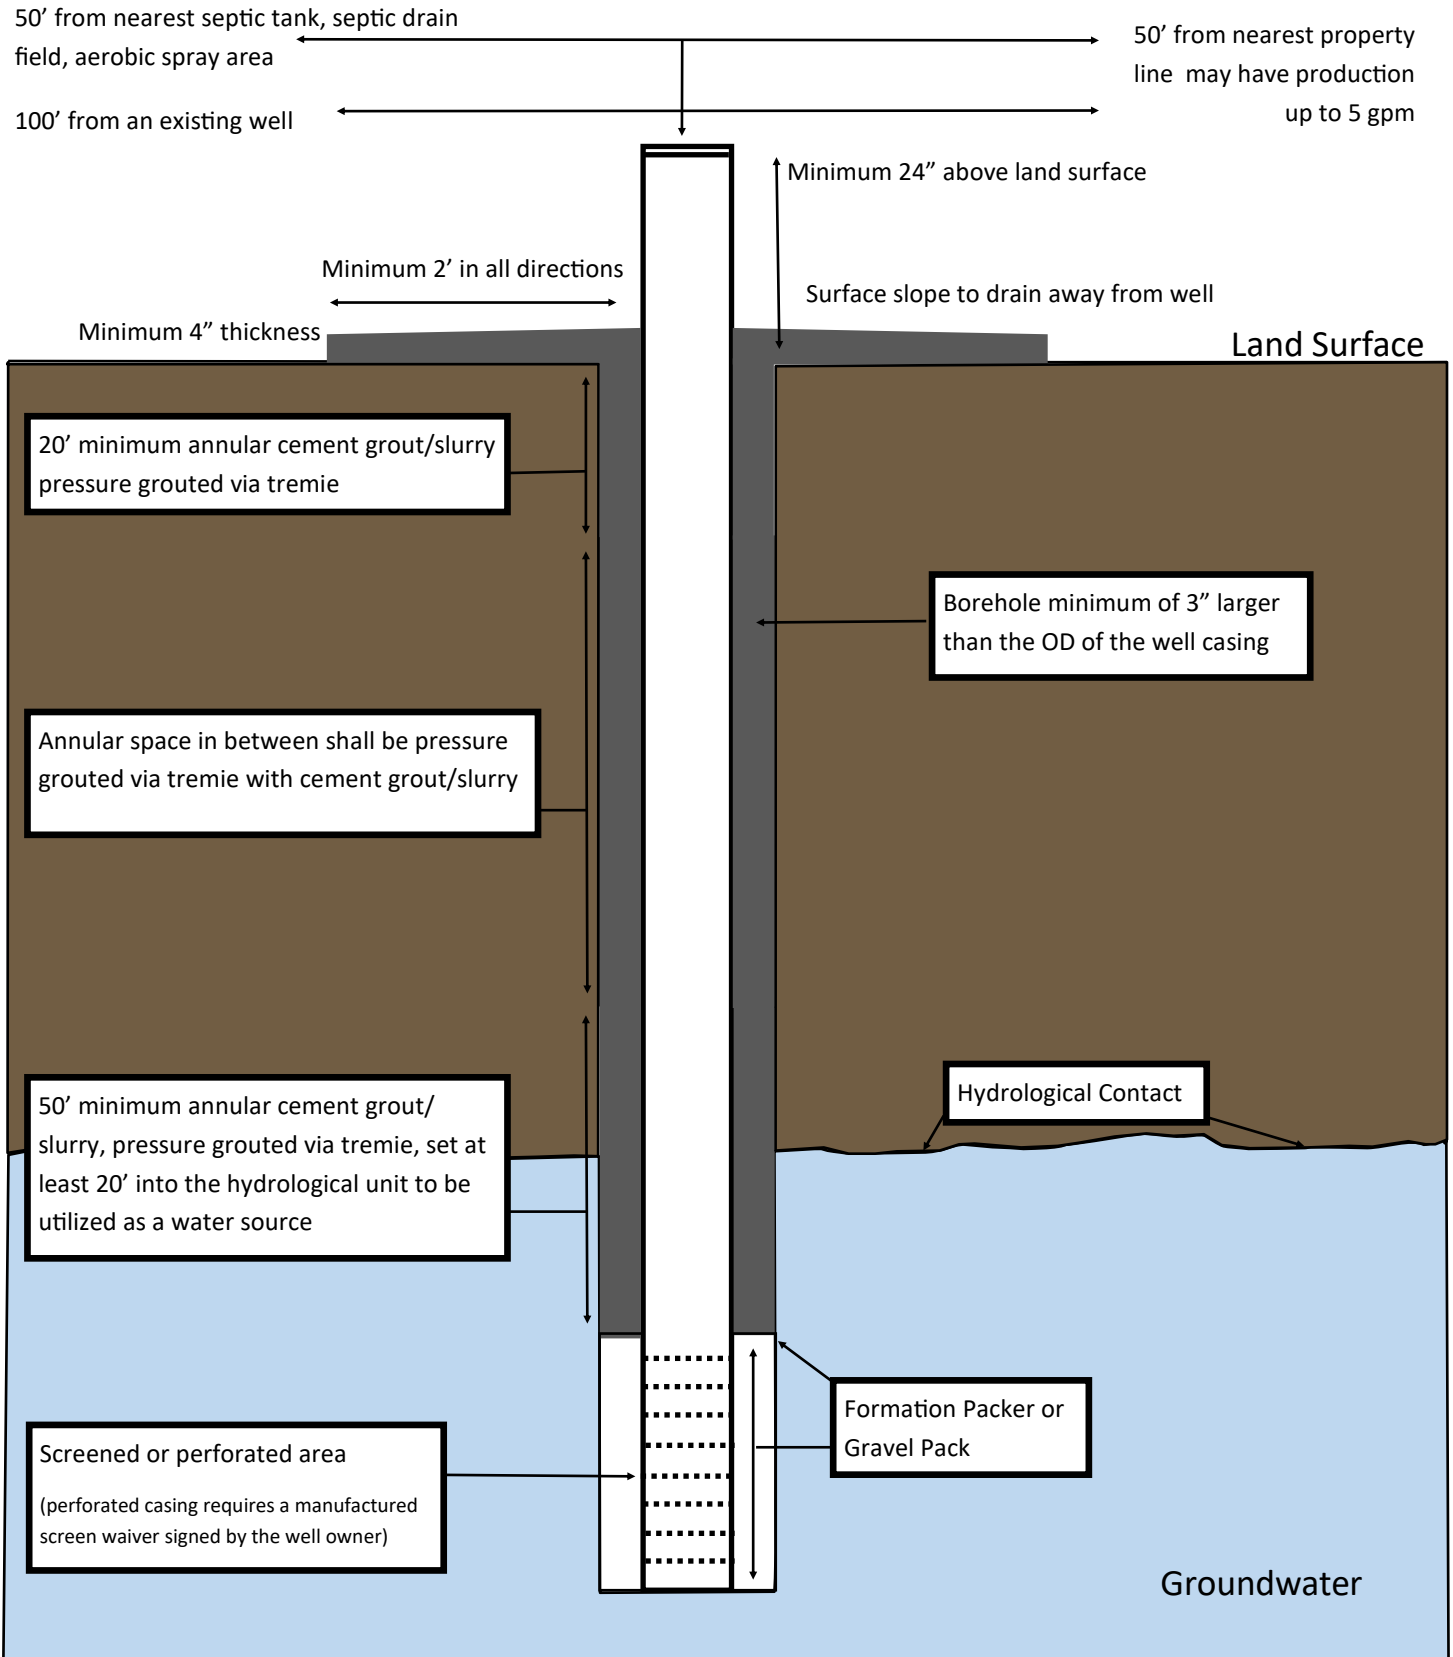 50’ from nearest septic tank, septic drain
field, aerobic spray area
50’ from nearest property
line  may have production
up to 5 gpm
100’ from an existing well
Minimum 24” above land surface
Minimum 2’ in all directions
Surface slope to drain away from well
Minimum 4” thickness
Land Surface
20’ minimum annular cement grout/slurry
pressure grouted via tremie
Borehole minimum of 3” larger
than the OD of the well casing
Annular space in between shall be pressure
grouted via tremie with cement grout/slurry
Hydrological Contact
50’ minimum annular cement grout/
slurry, pressure grouted via tremie, set at
least 20’ into the hydrological unit to be
utilized as a water source
Formation Packer or
Gravel Pack
Screened or perforated area
(perforated casing requires a manufactured
screen waiver signed by the well owner)
Groundwater